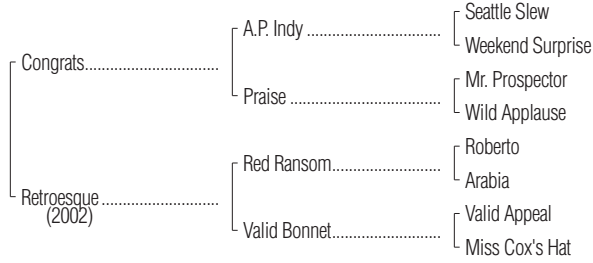 Seattle Slew
A.P. Indy ..............................
Weekend Surprise
Congrats..............................
Mr. Prospector
Praise ..................................
Wild Applause
Roberto
Red Ransom........................
Arabia
Retroesque ..........................
(2002)
Valid Appeal
Valid Bonnet........................
Miss Cox's Hat